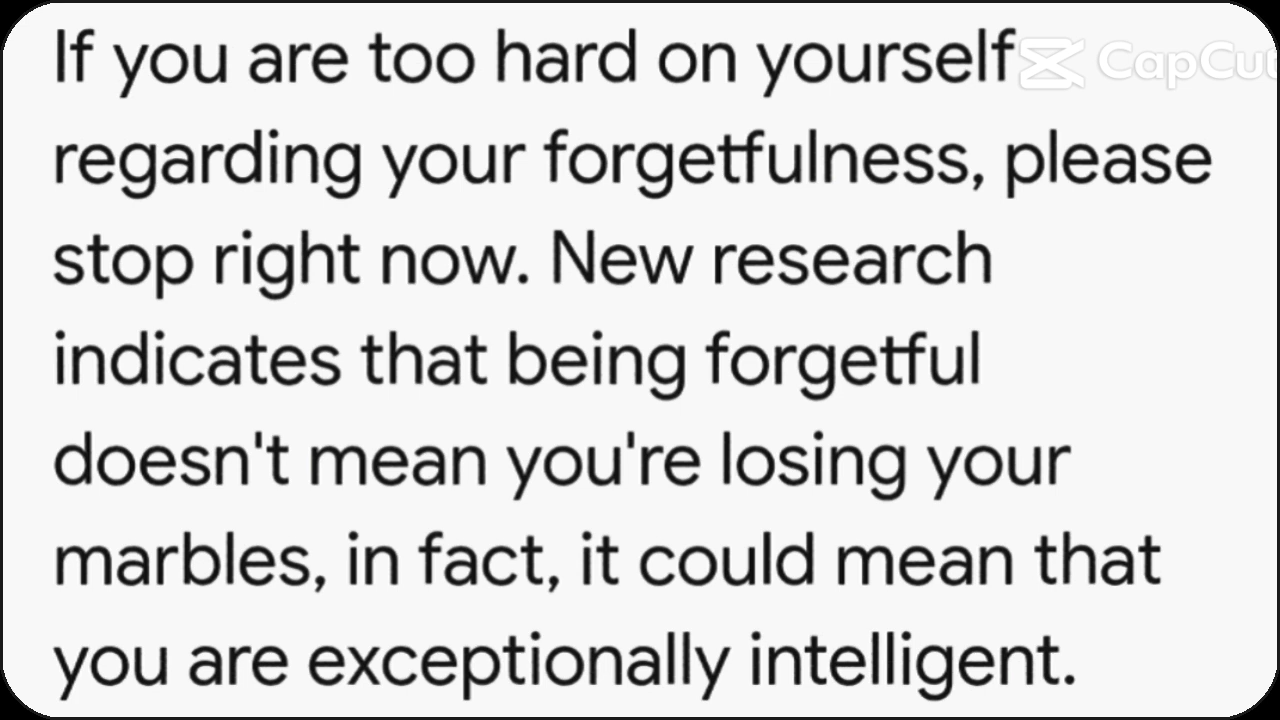 If you are too hard on yourself
CapCut
regarding your forgetfulness, please
stop right now. New research
indicates that being forgetful
doesn't mean you're losing your
marbles, in fact, it could mean that
you are exceptionally intelligent.